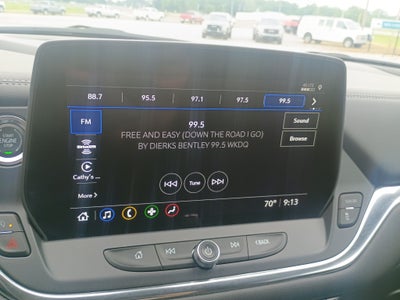 88.7 95.5 97.1 97.5 99.5
FM
99.5
Sound
FREE AND EASY (DOWN THE ROAD I GO)
BY DIERKS BENTLEY 99.5 WKDQ
Browse
Cathy's ...
Tune
More
70° 9:13
BACK